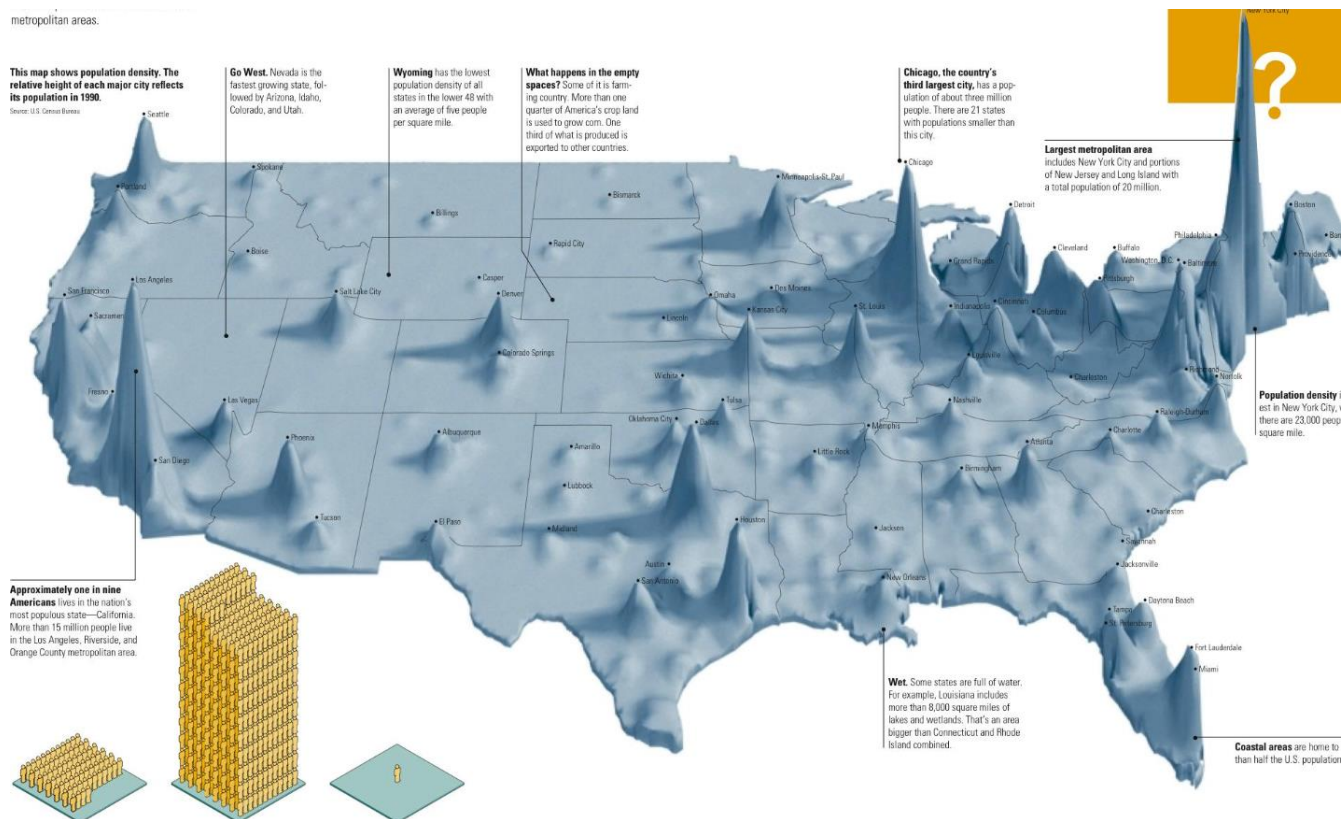 metropolitan areas.
This map shows population density. The
relative height of each major city reflects
its population in 1990.
Source: U.S. Census Bureau
Go West. Nevada is the
fastest growing state, fol-
lowed by Arizona, Idaho,
Colorado, and Utah.
Wyoming has the lowest
population density of all
states in the lower 48 with
an average of five people
per square mile.
What happens in the empty
spaces? Some of it is farm-
ing country. More than one
quarter of America's crop land
is used to grow corn. One
third of what is produced is
exported to other countries.
Chicago, the country's
third largest city, has a pop-
ulation of about three million
people. There are 21 states
with populations smaller than
this city.
New York City
?
Largest metropolitan area
includes New York City and portions
of New Jersey and Long Island with
a total population of 20 million.
Seattle
Spokane
Portland
Billings
Bismarck
Minneapolis-St. Paul
Chicago
Detroit
Boston
Boise
Rapid City
Grand Rapids
Cleveland
Buffalo
Philadelphia
Ban
Washington, D.C.
Baltimore
Providence
Pittsburgh
San Francisco
Los Angeles
Salt Lake City
Casper
Denver
Omaha
Des Moines
Sacramen
Lincoln
Kansas City
St. Louis
Indianapolis
Cincinnati
Columbus
Colorado Springs
Louisville
Charleston
Richmond
Norfolk
Fresno
Las Vegas
Wichita
Tulsa
Nashville
Raleigh-Durham
Oklahoma City
Dallas
Memphis
Charlotte
Phoenix
Albuquerque
Amarillo
Little Rock
Atlanta
San Diego
Lubbock
Birmingham
Tucson
El Paso
Midland
Houston
Jackson
Charleston
Savannah
Austin
San Antonio
New Orleans
Jacksonville
Daytona Beach
Tampa
St. Petersburg
Fort Lauderdale
Miami
Population density i
est in New York City,
there are 23,000 peop
square mile.
Approximately one in nine
Americans lives in the nation's
most populous state—California.
More than 15 million people live
in the Los Angeles, Riverside, and
Orange County metropolitan area.
Wet. Some states are full of water.
For example, Louisiana includes
more than 8,000 square miles of
lakes and wetlands. That's an area
bigger than Connecticut and Rhode
Island combined.
Coastal areas are home to
than half the U.S. population